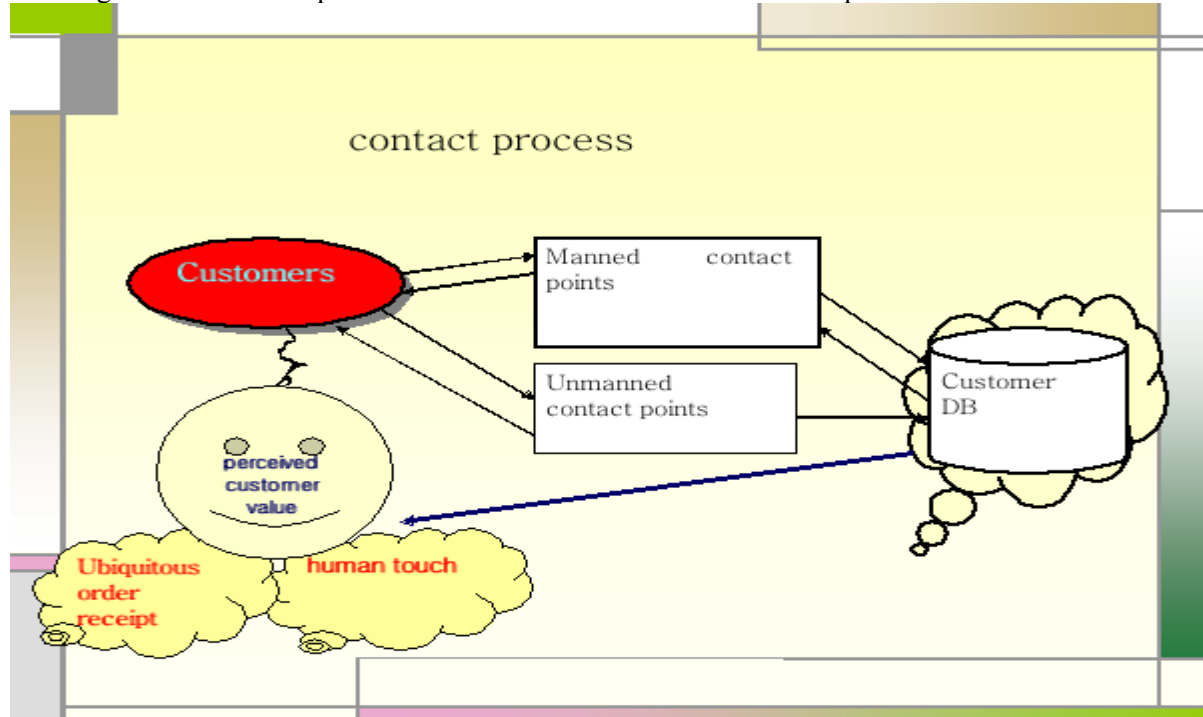 contact process
Customers
Manned contact
points
Unmanned
contact points
Customer
DB
perceived
customer
value
Ubiquitous
order
receipt
human touch